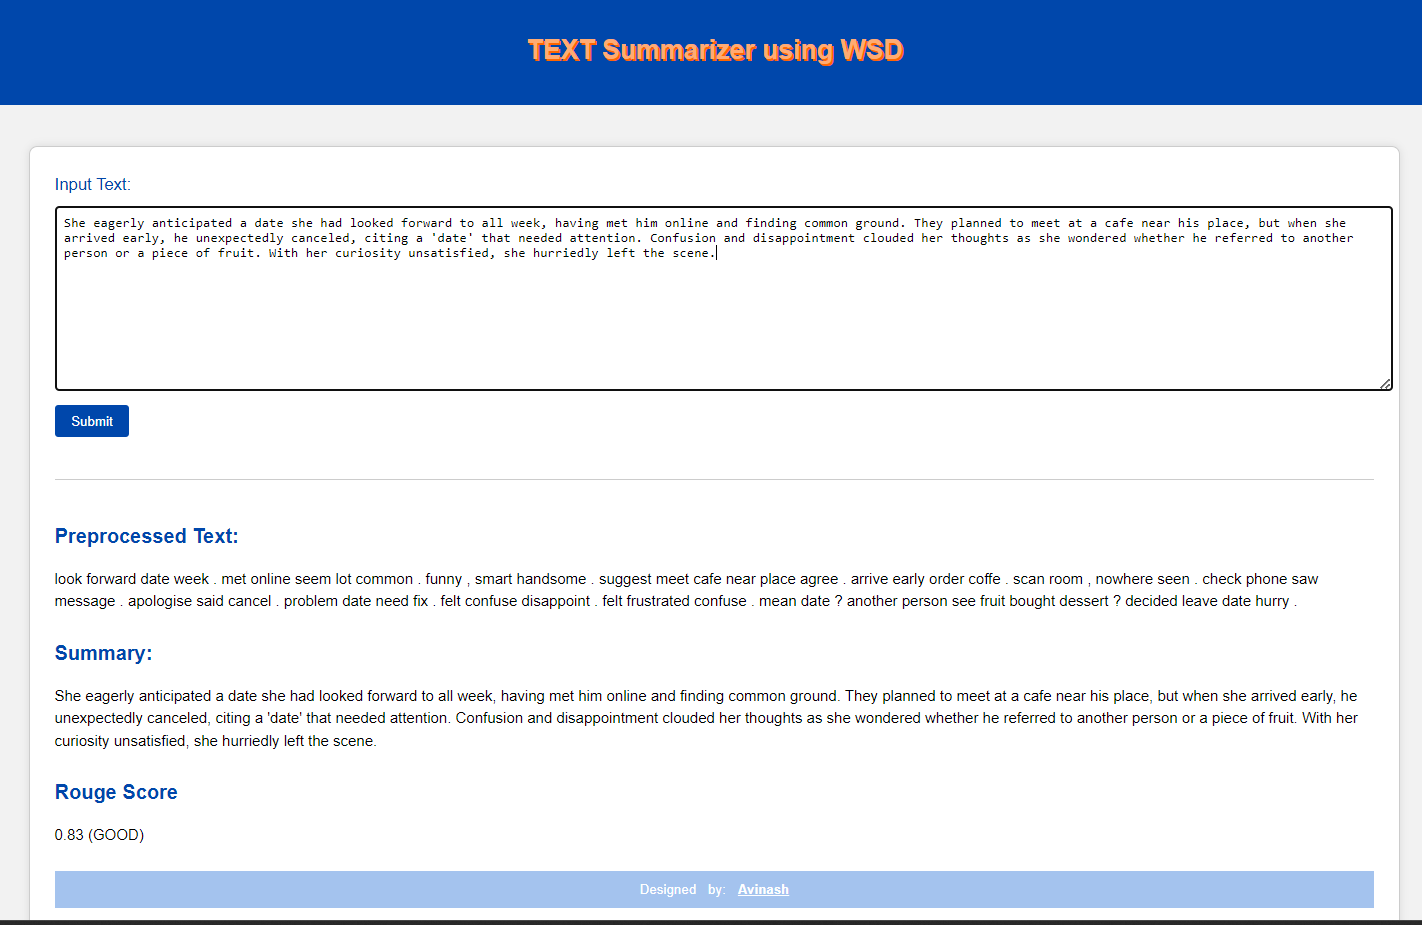 TEXT Summarizer using WSD
Input Text:
She eagerly anticipated a date she had looked forward to all week, having met him online and finding common ground. They planned to meet at a cafe near his place, but when she
arrived early, he unexpectedly canceled, citing a 'date' that needed attention. Confusion and disappointment clouded her thoughts as she wondered whether he referred to another
person or a piece of fruit. With her curiosity unsatisfied, she hurriedly left the scene.
Submit
Preprocessed Text:
look forward date week . met online seem lot common . funny , smart handsome . suggest meet cafe near place agree . arrive early order coffe . scan room , nowhere seen . check phone saw
message . apologise said cancel . problem date need fix . felt confuse disappoint . felt frustrated confuse . mean date ? another person see fruit bought dessert ? decided leave date hurry .
Summary:
She eagerly anticipated a date she had looked forward to all week, having met him online and finding common ground. They planned to meet at a cafe near his place, but when she arrived early, he
unexpectedly canceled, citing a 'date' that needed attention. Confusion and disappointment clouded her thoughts as she wondered whether he referred to another person or a piece of fruit. With her
curiosity unsatisfied, she hurriedly left the scene.
Rouge Score
0.83 (GOOD)
Designed by: Avinash